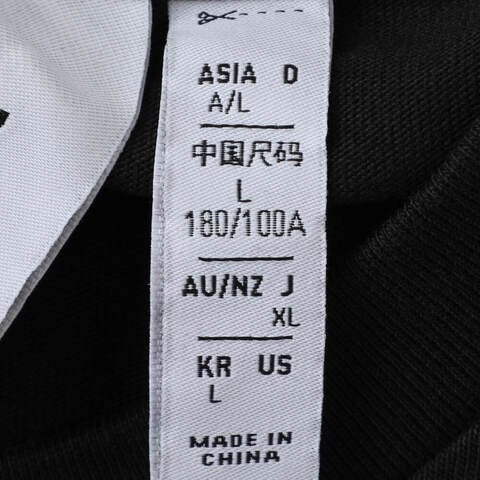 ASIA D
A/L
中国尺码
L
180/100A
AU/NZ J
XL
KR US
L
MADE IN
CHINA